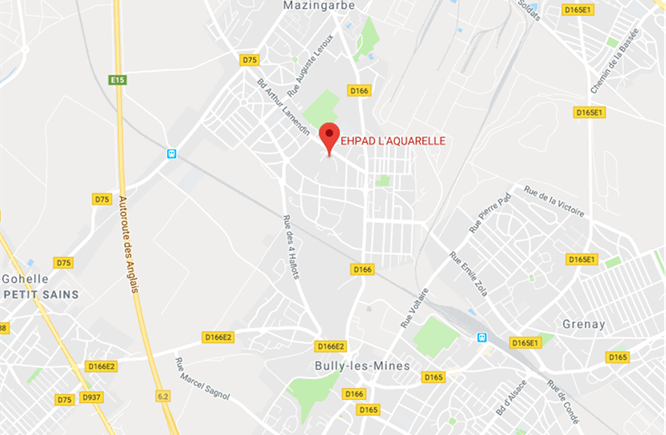 Mazingarbe
Soldats
D165E1
Chemin de la Bassée
D75
Rue Auguste Leroux
E15
Bd Arthur Lamendin
D166
D165E1
EHPAD L'AQUARELLE
D75
Autoroute des Anglais
Rue des 4 Hallots
Rue Pierre Pad
Rue de la Victoire
D75
D166
Rue Emile Zola
D165E1
Gohelle
PETIT SAINS
Rue Voltaire
Grenay
D166E2
D166E2
D165E1
D165
D166E2
Bully-les-Mines
D165
Rue Marcel Sagnol
Bd d'Alsace
Rue de Condé
D75
D937
6.2
D166
D165